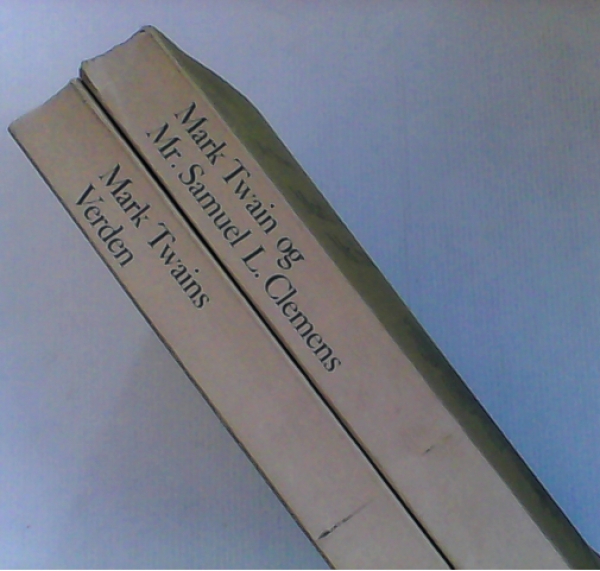 Mark Twains
Verden
Mark Twain og
Mr. Samuel L. Clemens